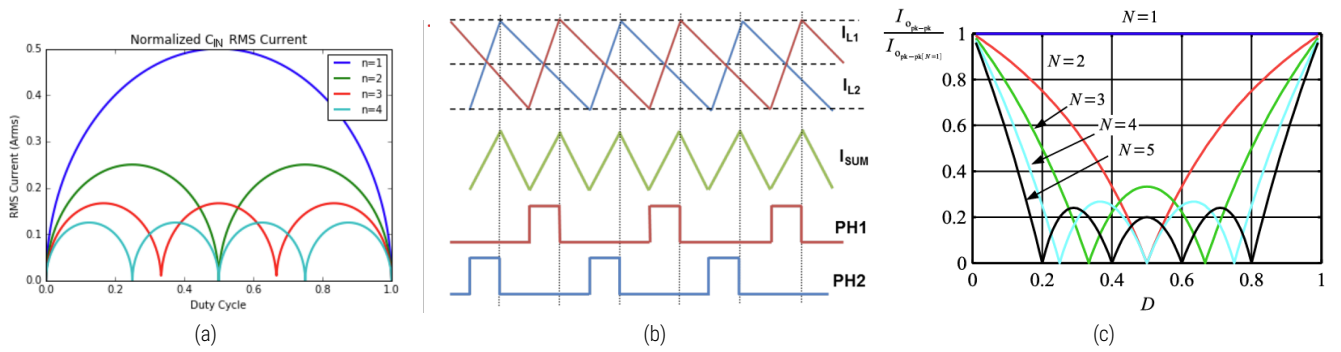 Normalized C_IN RMS Current
RMS Current (Arms)
0.5
0.4
0.3
0.2
0.1
0.0
n=1
n=2
n=3
n=4
0.0 0.2 0.4 0.6 0.8 1.0
Duty Cycle
(a)
I_L1
I_L2
I_SUM
PH1
PH2
(b)
I_o_pk-pk
I_o_pk-pk[N=1]
N=1
1
0.8
0.6
0.4
0.2
0
N=2
N=3
N=4
N=5
0 0.2 0.4 0.6 0.8 1
D
(c)